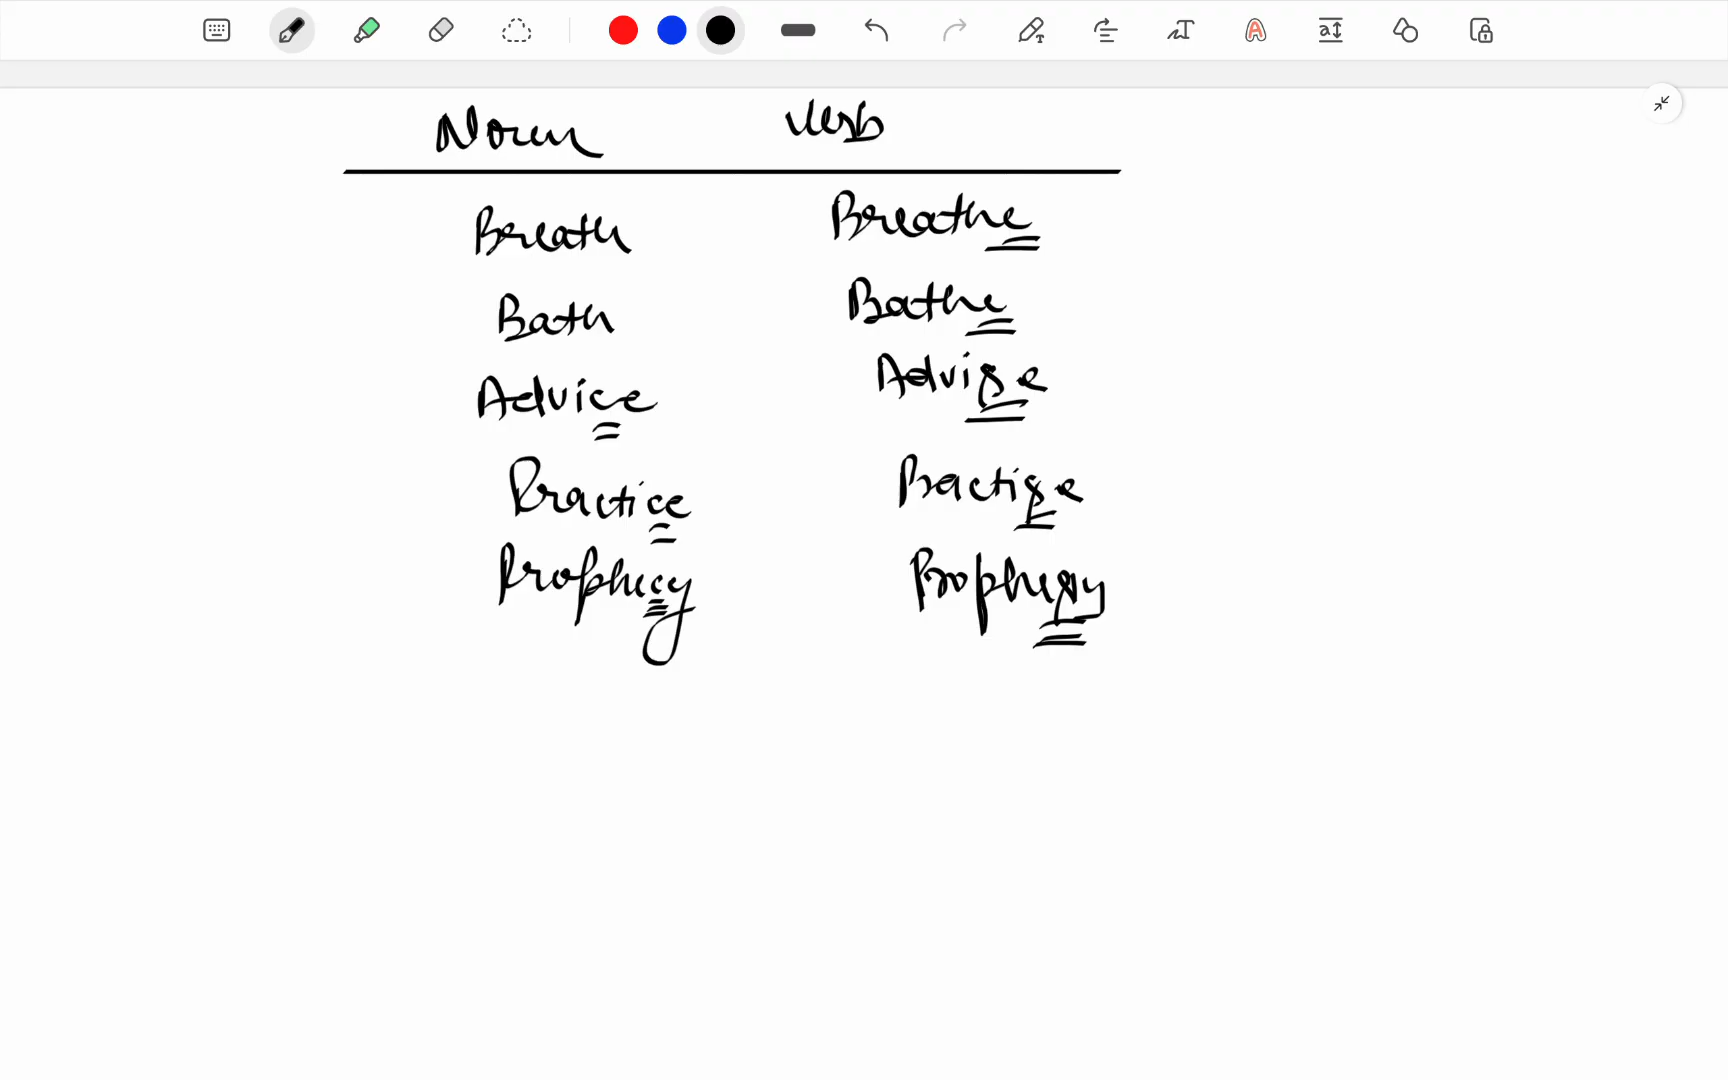 Noun Verb
Breath Breathe
Bath Bathe
Advice Advise
Practice Practise
Prophecy Prophesy